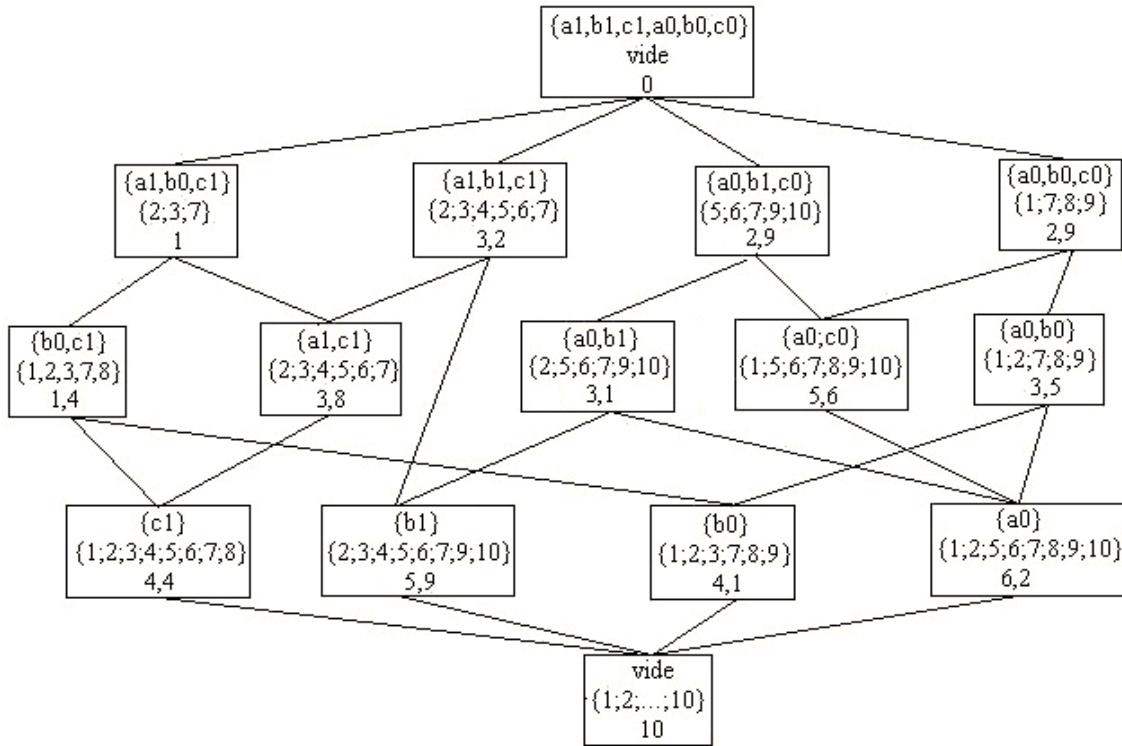 {a1,b1,c1,a0,b0,c0}
vide
0
{a1,b0,c1}
{2;3;7}
1
{a1,b1,c1}
{2;3;4;5;6;7}
3,2
{a0,b1,c0}
{5;6;7;9;10}
2,9
{a0,b0,c0}
{1;7;8;9}
2,9
{b0,c1}
{1,2,3,7,8}
1,4
{a1,c1}
{2;3;4;5;6;7}
3,8
{a0,b1}
{2;5;6;7;9;10}
3,1
{a0;c0}
{1;5;6;7;8;9;10}
5,6
{a0,b0}
{1;2;7;8;9}
3,5
{c1}
{1;2;3;4;5;6;7,8}
4,4
{b1}
{2;3;4;5;6;7;9;10}
5,9
{b0}
{1;2;3;7;8;9}
4,1
{a0}
{1;2;5;6;7;8;9;10}
6,2
vide
{1;2;...;10}
10